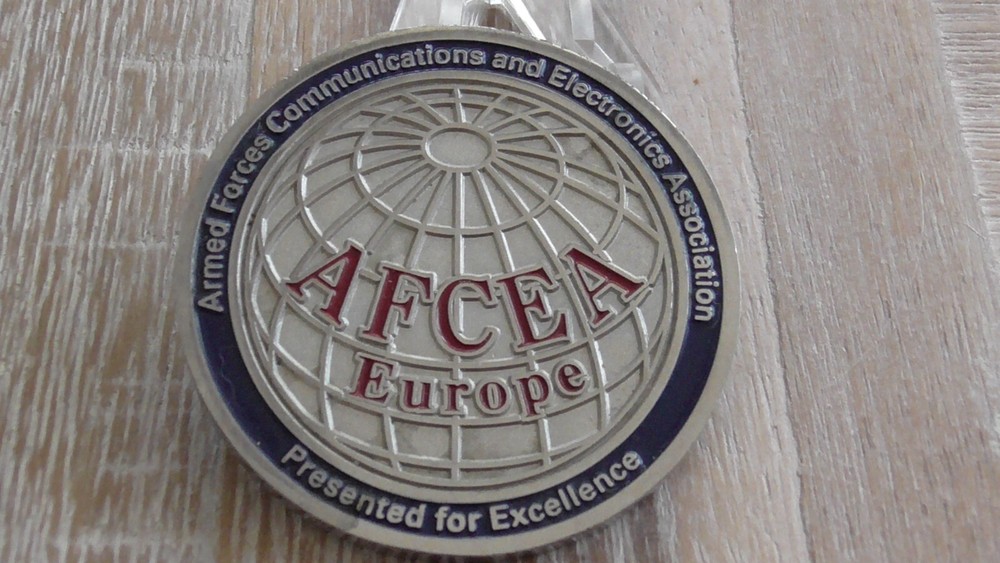 Armed Forces Communications and Electronics Association
AFCEA
Europe
Presented for Excellence